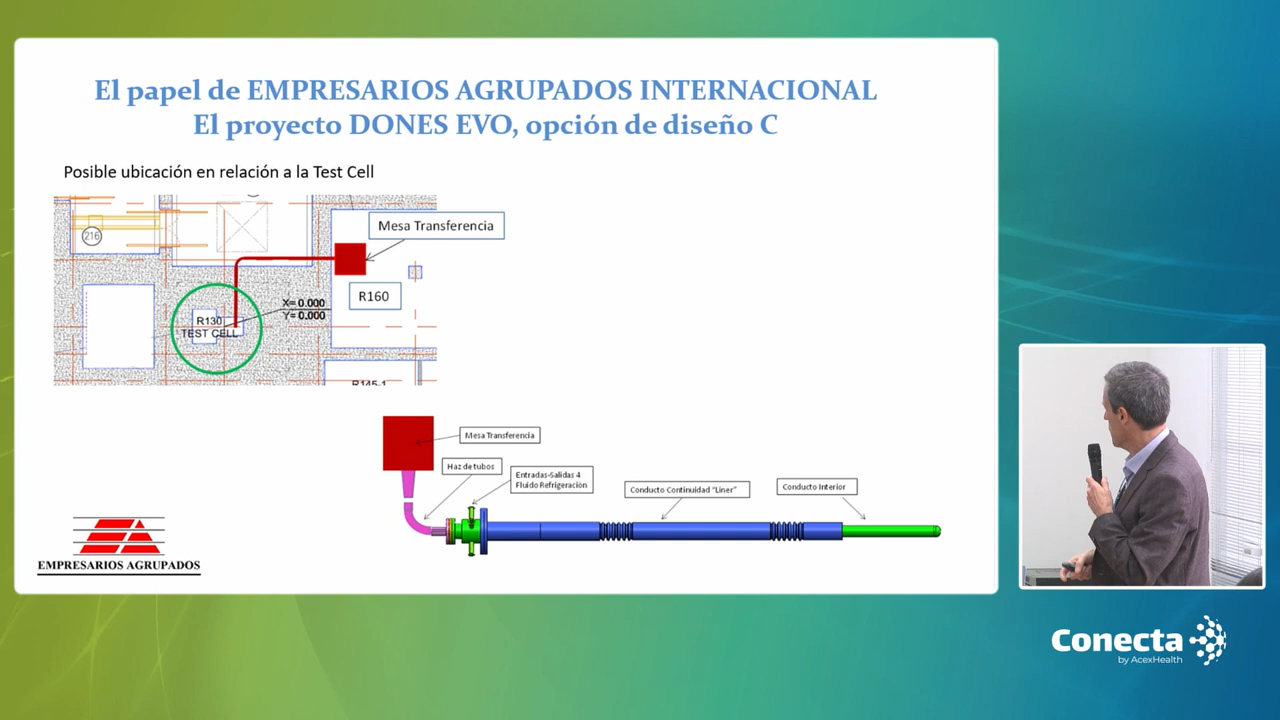 El papel de EMPRESARIOS AGRUPADOS INTERNACIONAL
El proyecto DONES EVO, opción de diseño C
Posible ubicación en relación a la Test Cell
Mesa Transferencia
216
R160
X= 0.000
Y= 0.000
R130
TEST CELL
R145-1
Mesa Transferencia
Haz de tubos
Entradas-Salidas 4
Fluido Refrigeración
Conducto Continuidad "Liner"
Conducto Interior
EMPRESARIOS AGRUPADOS
Conecta
by AcexHealth